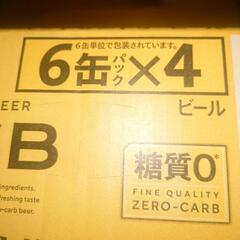 6缶単位で包装されています。
6缶パック×4
BEER
ビール
B
糖質0*
FINE QUALITY
ZERO-CARB
ingredients.
freshing taste
-carb beer.